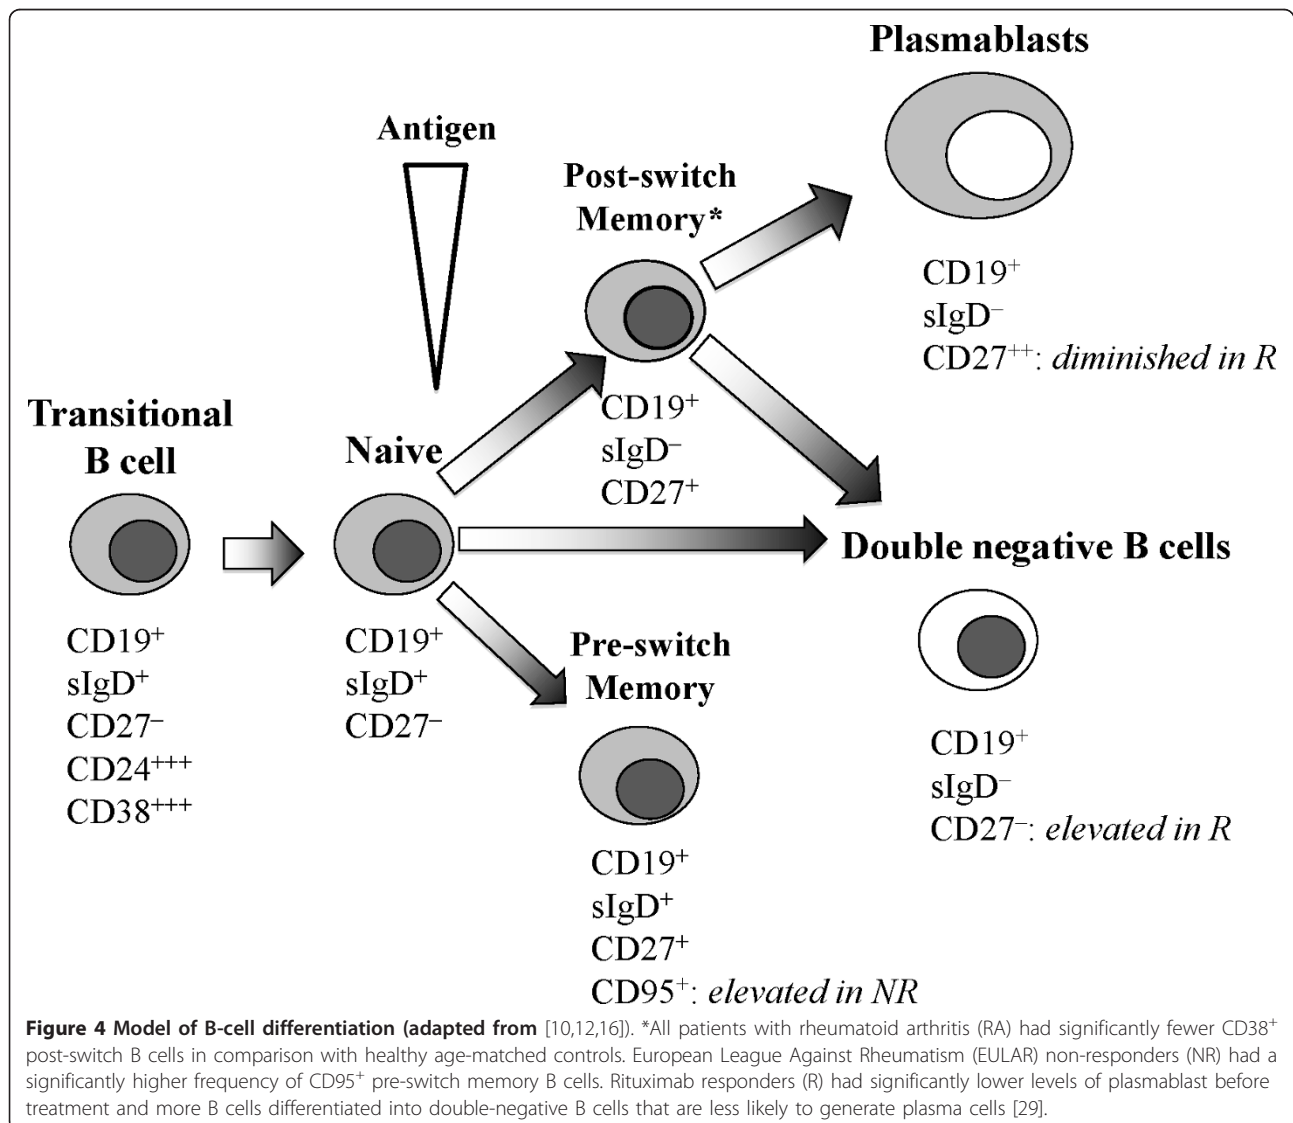 Plasmablasts
Antigen
Post-switch
Memory*
CD19⁺
sIgD⁻
CD27⁺⁺: diminished in R
Transitional
B cell
Naive
CD19⁺
sIgD⁻
CD27⁺
Double negative B cells
CD19⁺
sIgD⁺
CD27⁻
CD24⁺⁺⁺
CD38⁺⁺⁺
CD19⁺
sIgD⁺
CD27⁻
Pre-switch
Memory
CD19⁺
sIgD⁻
CD27⁻: elevated in R
CD19⁺
sIgD⁺
CD27⁺
CD95⁺: elevated in NR
Figure 4 Model of B-cell differentiation (adapted from [10,12,16]). *All patients with rheumatoid arthritis (RA) had significantly fewer CD38⁺
post-switch B cells in comparison with healthy age-matched controls. European League Against Rheumatism (EULAR) non-responders (NR) had a
significantly higher frequency of CD95⁺ pre-switch memory B cells. Rituximab responders (R) had significantly lower levels of plasmablast before
treatment and more B cells differentiated into double-negative B cells that are less likely to generate plasma cells [29].